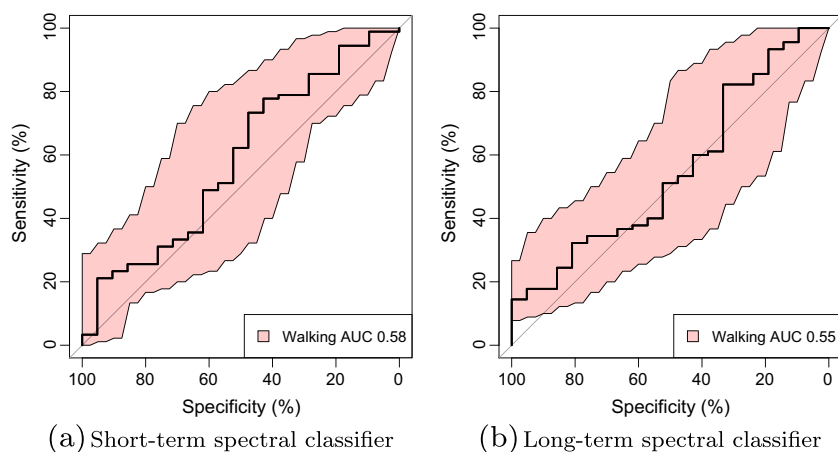 100
80
60
40
20
0
Sensitivity (%)
Walking AUC 0.58
100 80 60 40 20 0
Specificity (%)
(a) Short-term spectral classifier
100
80
60
40
20
0
Sensitivity (%)
Walking AUC 0.55
100 80 60 40 20 0
Specificity (%)
(b) Long-term spectral classifier